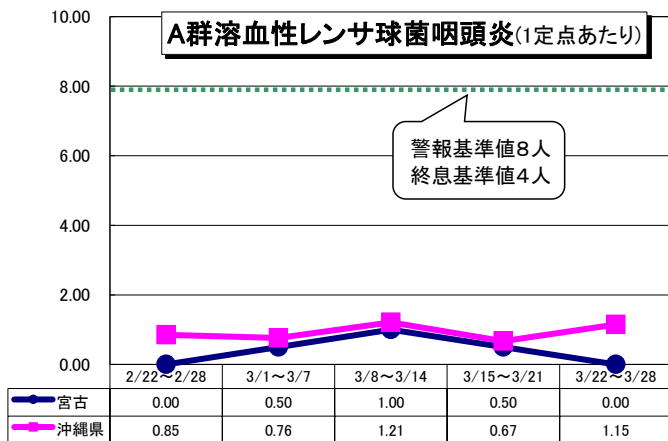 A群溶血性レンサ球菌咽頭炎(1定点あたり)
10.00
8.00
6.00
4.00
2.00
0.00
警報基準値8人
終息基準値4人
2/22～2/28 3/1～3/7 3/8～3/14 3/15～3/21 3/22～3/28
宮古 0.00 0.50 1.00 0.50 0.00
沖縄県 0.85 0.76 1.21 0.67 1.15